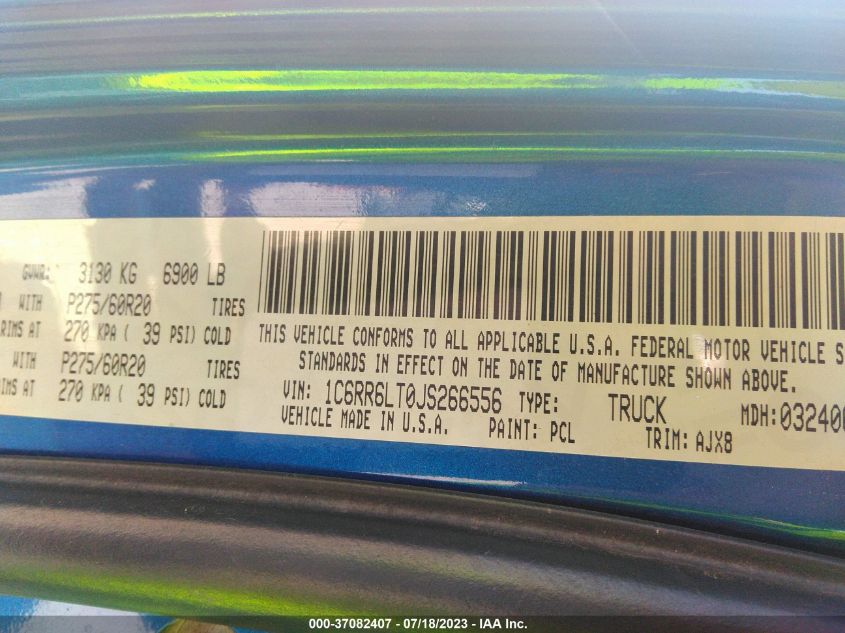 GVWR: 3130 KG 6900 LB
WITH P275/60R20 TIRES
RIMS AT 270 KPA ( 39 PSI) COLD
WITH P275/60R20 TIRES
RIMS AT 270 KPA ( 39 PSI) COLD
THIS VEHICLE CONFORMS TO ALL APPLICABLE U.S.A. FEDERAL MOTOR VEHICLE S
STANDARDS IN EFFECT ON THE DATE OF MANUFACTURE SHOWN ABOVE.
VIN: 1C6RR6LT0JS266556 TYPE: TRUCK MDH: 032400
VEHICLE MADE IN U.S.A. PAINT: PCL TRIM: AJX8
000-37082407 - 07/18/2023 - IAA Inc.